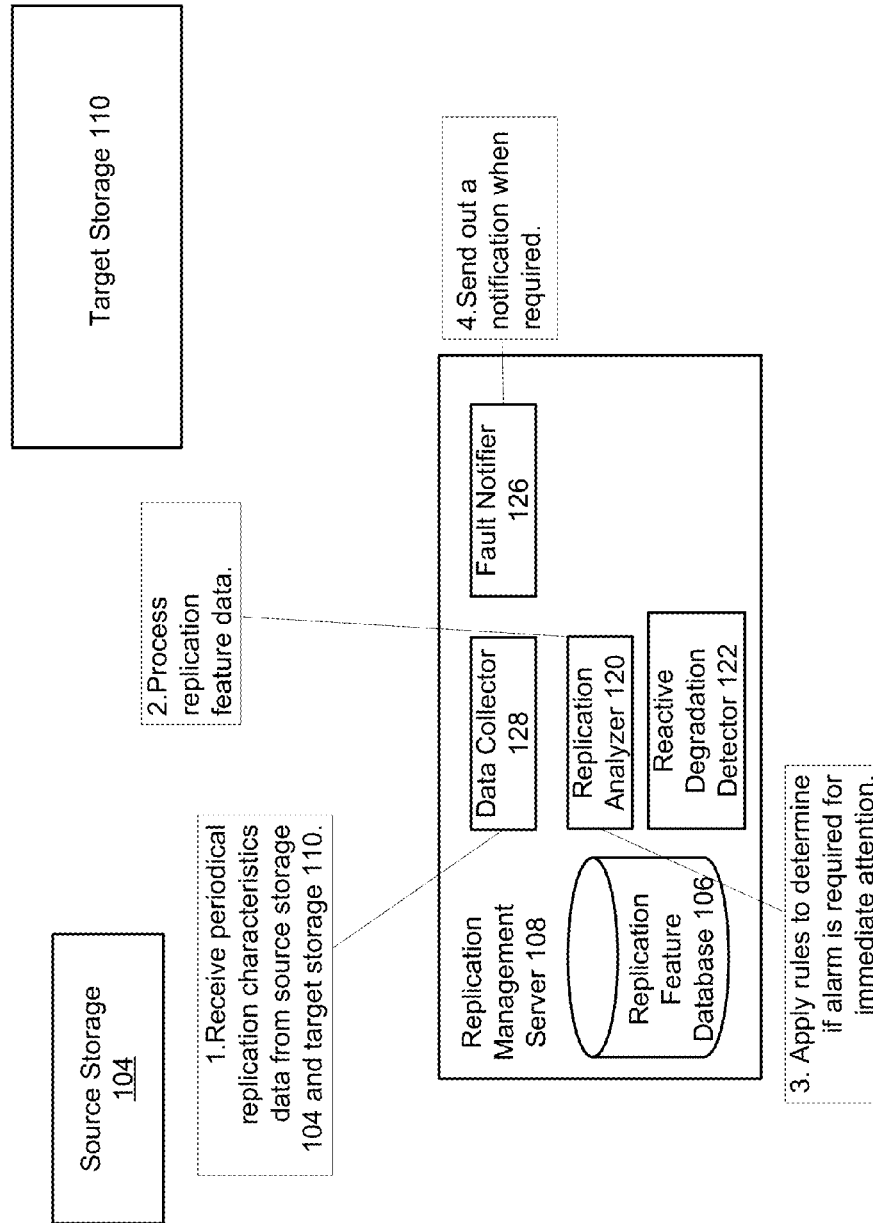 Source Storage
104
Target Storage 110
1.Receive periodical
replication characteristics
data from source storage
104 and target storage 110.
2.Process
replication
feature data.
Replication
Management
Server 108
Data Collector
128
Fault Notifier
126
4.Send out a
notification when
required.
Replication
Feature
Database 106
Replication
Analyzer 120
Reactive
Degradation
Detector 122
3. Apply rules to determine
if alarm is required for
immediate attention.